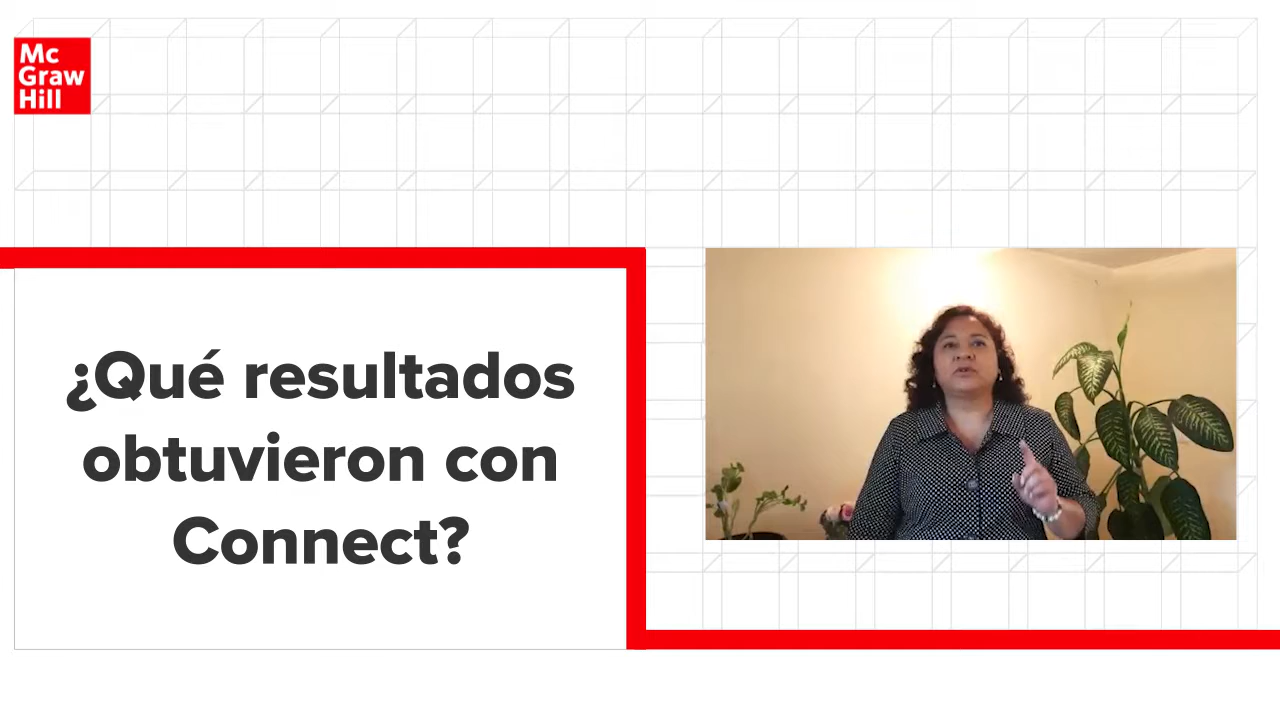 Mc
Graw
Hill
¿Qué resultados
obtuvieron con
Connect?